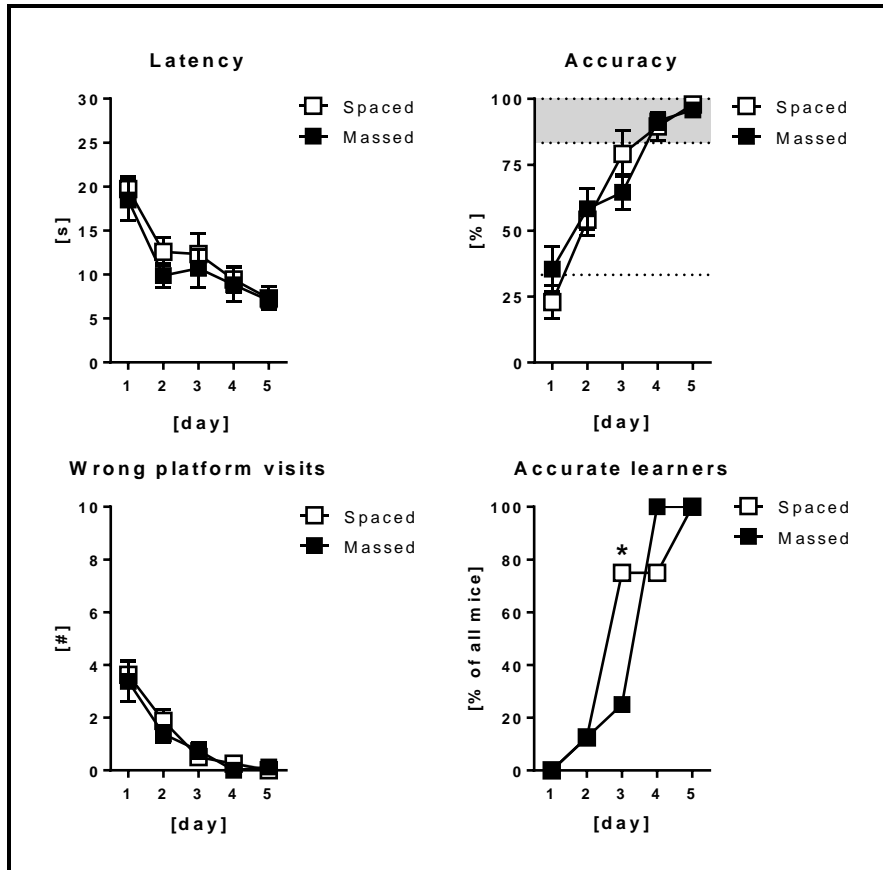 Latency
Spaced
Massed
30
25
20
15
10
5
0
[s]
1 2 3 4 5
[day]
Accuracy
Spaced
Massed
100
75
50
25
0
[%]
1 2 3 4 5
[day]
Wrong platform visits
Spaced
Massed
10
8
6
4
2
0
[#]
1 2 3 4 5
[day]
Accurate learners
Spaced
Massed
100
80
60
40
20
0
[% of all mice]
*
1 2 3 4 5
[day]